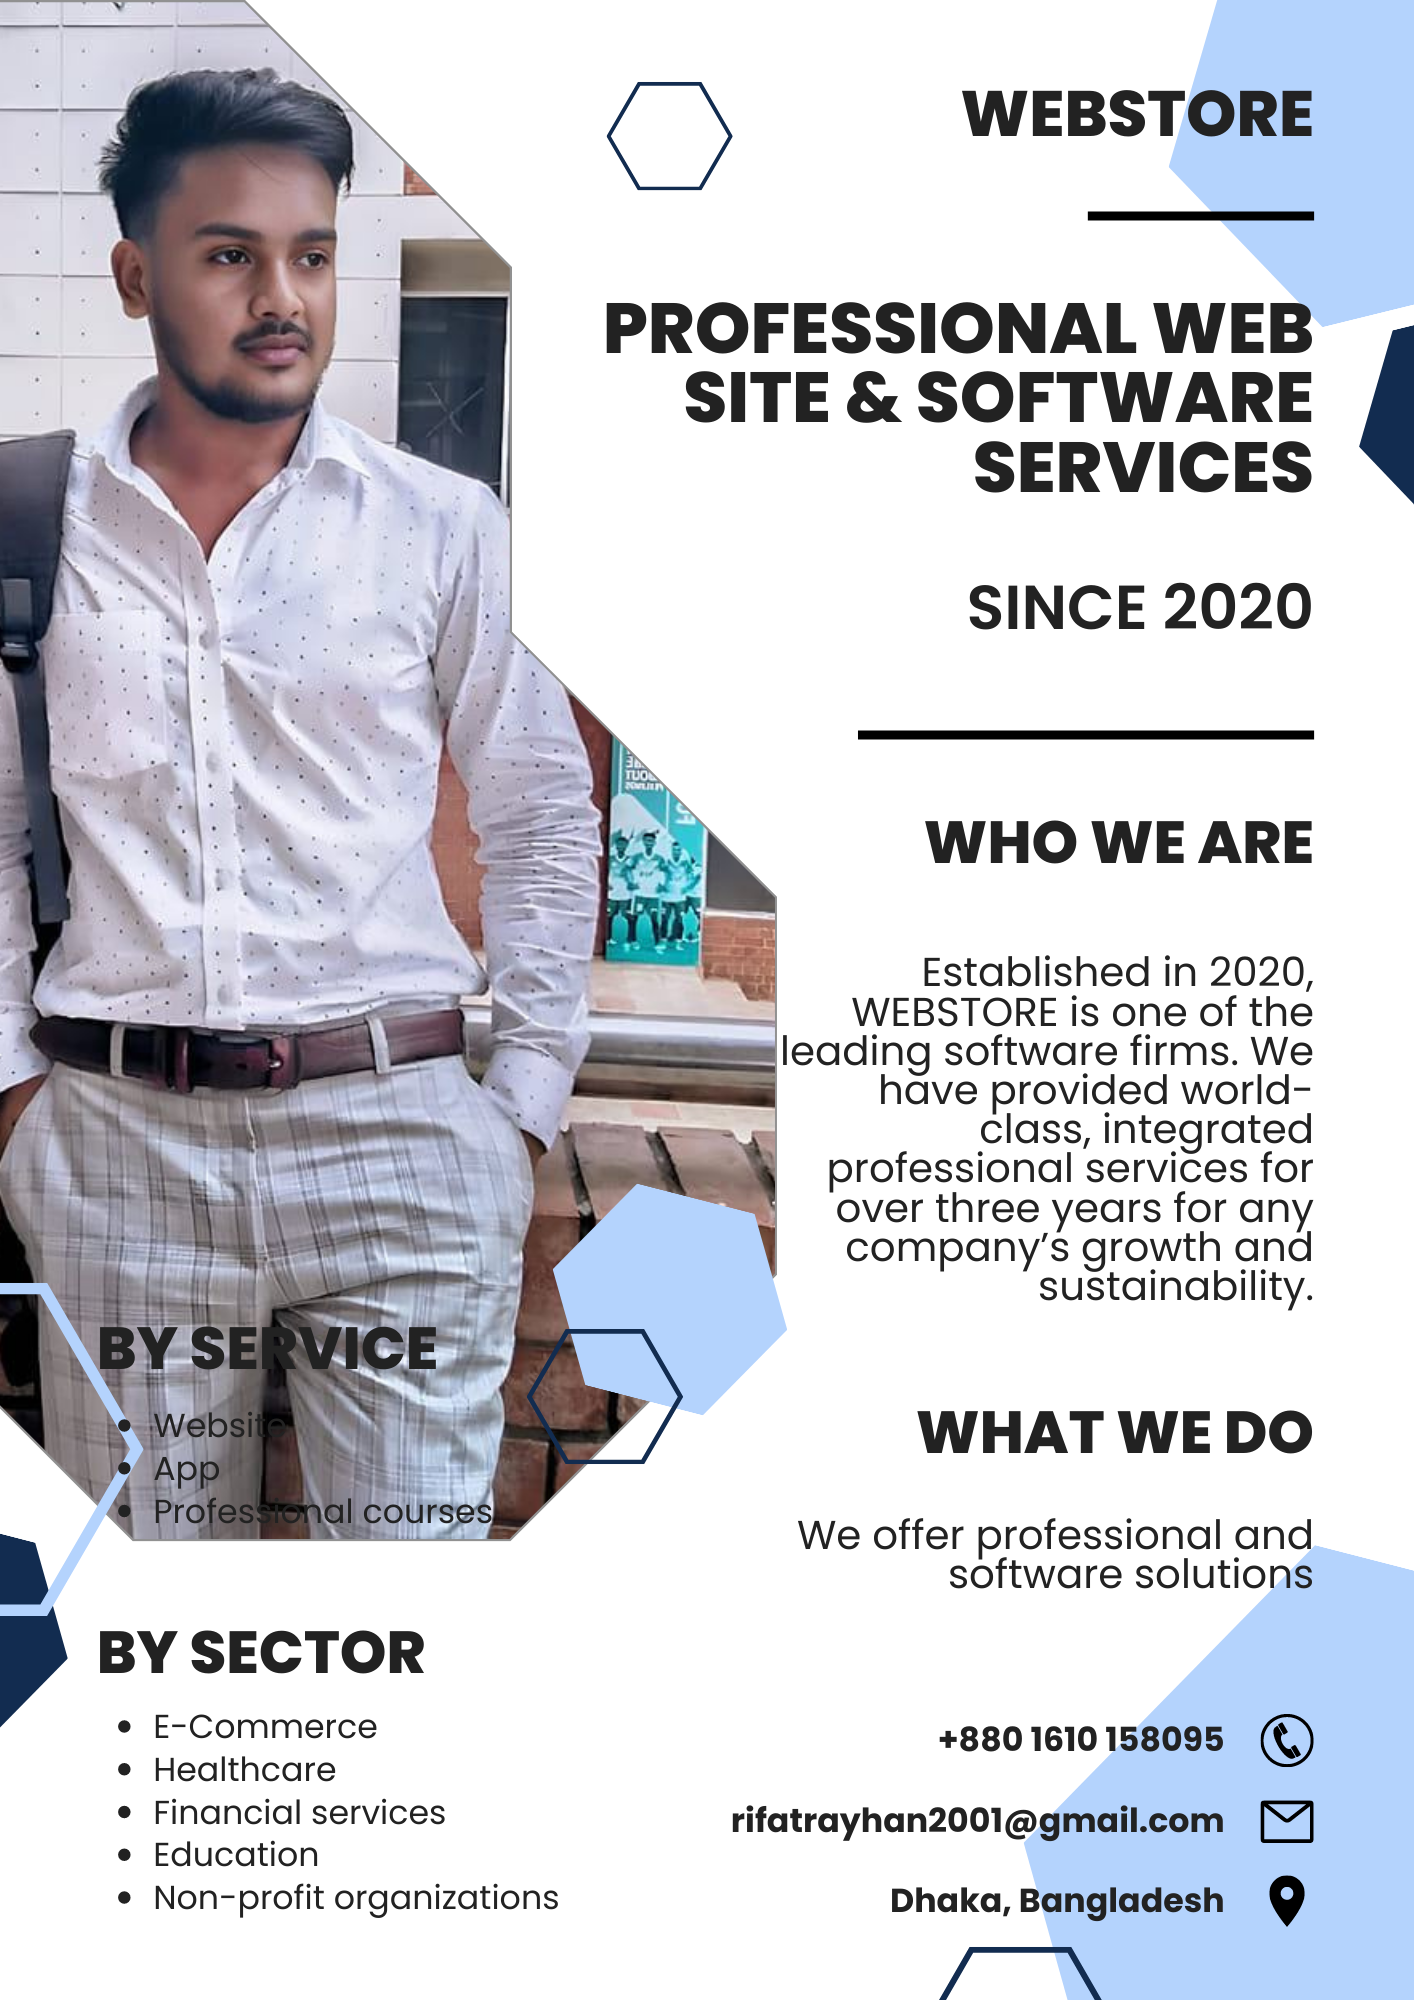 WEBSTORE
PROFESSIONAL WEB
SITE & SOFTWARE
SERVICES
SINCE 2020
WHO WE ARE
Established in 2020,
WEBSTORE is one of the
leading software firms. We
have provided world-
class, integrated
professional services for
over three years for any
company’s growth and
sustainability.
WHAT WE DO
We offer professional and
software solutions
BY SERVICE
• Website
• App
• Professional courses
BY SECTOR
• E-Commerce
• Healthcare
• Financial services
• Education
• Non-profit organizations
+880 1610 158095
rifatrayhan2001@gmail.com
Dhaka, Bangladesh